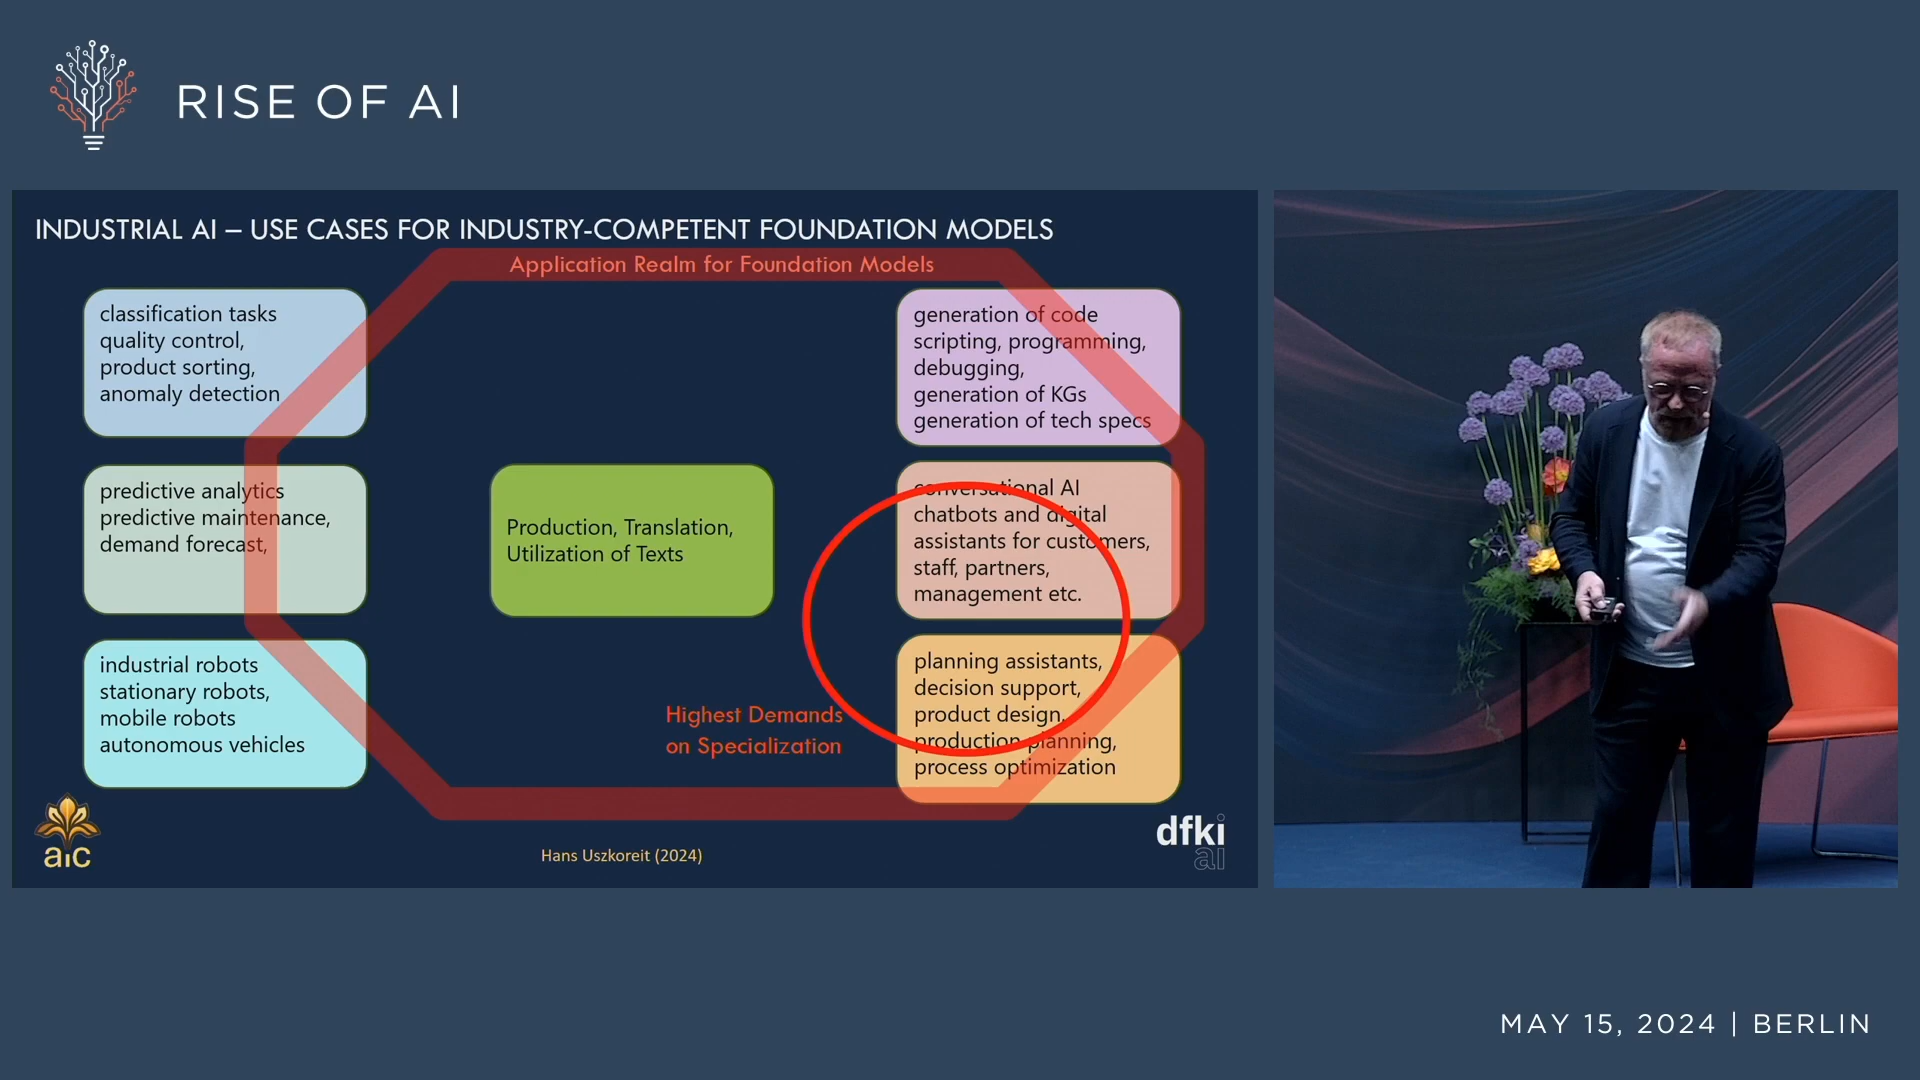 RISE OF AI
INDUSTRIAL AI – USE CASES FOR INDUSTRY-COMPETENT FOUNDATION MODELS
Application Realm for Foundation Models
classification tasks
quality control,
product sorting,
anomaly detection
predictive analytics
predictive maintenance,
demand forecast,
industrial robots
stationary robots,
mobile robots
autonomous vehicles
Production, Translation,
Utilization of Texts
Highest Demands
on Specialization
generation of code
scripting, programming,
debugging,
generation of KGs
generation of tech specs
conversational AI
chatbots and digital
assistants for customers,
staff, partners,
management etc.
planning assistants,
decision support,
product design,
production planning,
process optimization
aic
Hans Uszkoreit (2024)
dfki
ai
MAY 15, 2024 | BERLIN